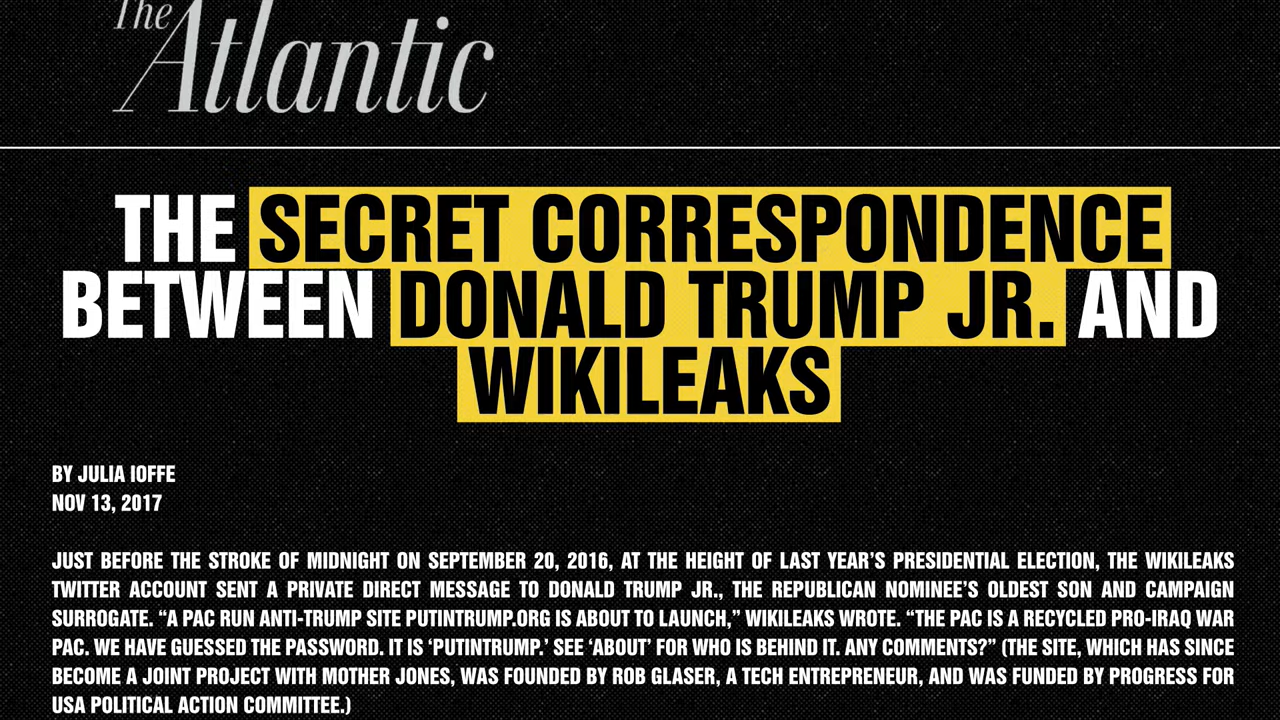 The
Atlantic
THE SECRET CORRESPONDENCE
BETWEEN DONALD TRUMP JR. AND
WIKILEAKS
BY JULIA IOFFE
NOV 13, 2017
JUST BEFORE THE STROKE OF MIDNIGHT ON SEPTEMBER 20, 2016, AT THE HEIGHT OF LAST YEAR’S PRESIDENTIAL ELECTION, THE WIKILEAKS
TWITTER ACCOUNT SENT A PRIVATE DIRECT MESSAGE TO DONALD TRUMP JR., THE REPUBLICAN NOMINEE’S OLDEST SON AND CAMPAIGN
SURROGATE. “A PAC RUN ANTI-TRUMP SITE PUTINTRUMP.ORG IS ABOUT TO LAUNCH,” WIKILEAKS WROTE. “THE PAC IS A RECYCLED PRO-IRAQ WAR
PAC. WE HAVE GUESSED THE PASSWORD. IT IS ‘PUTINTRUMP.’ SEE ‘ABOUT’ FOR WHO IS BEHIND IT. ANY COMMENTS?” (THE SITE, WHICH HAS SINCE
BECOME A JOINT PROJECT WITH MOTHER JONES, WAS FOUNDED BY ROB GLASER, A TECH ENTREPRENEUR, AND WAS FUNDED BY PROGRESS FOR
USA POLITICAL ACTION COMMITTEE.)